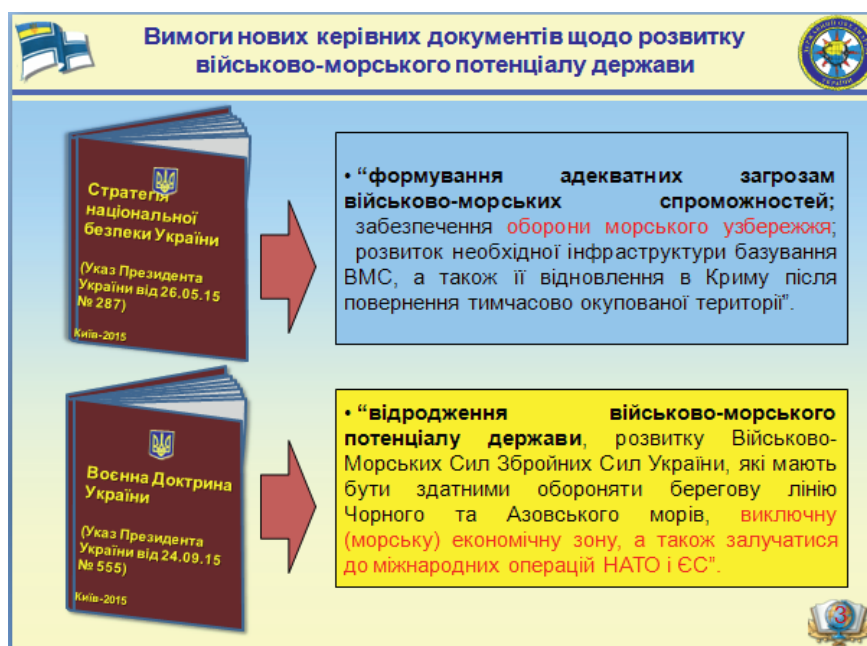 Вимоги нових керівних документів щодо розвитку
військово-морського потенціалу держави
Стратегія
національної
безпеки України
(Указ Президента
України від 26.05.15
№ 287)
Київ-2015
• “формування адекватних загрозам
військово-морських спроможностей;
забезпечення оборони морського узбережжя;
розвиток необхідної інфраструктури базування
ВМС, а також її відновлення в Криму після
повернення тимчасово окупованої території”.
Воєнна Доктрина
України
(Указ Президента
України від 24.09.15
№ 555)
Київ-2015
• “відродження військово-морського
потенціалу держави, розвитку Військово-
Морських Сил Збройних Сил України, які мають
бути здатними обороняти берегову лінію
Чорного та Азовського морів, виключну
(морську) економічну зону, а також залучатися
до міжнародних операцій НАТО і ЄС”.
3